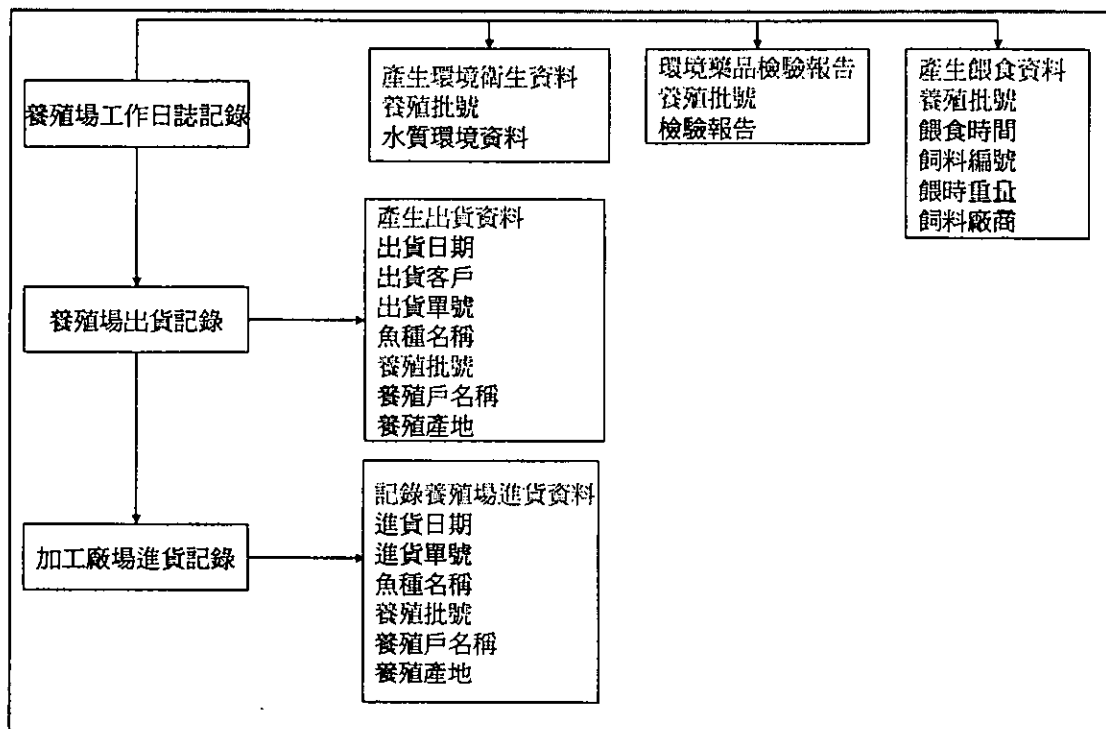 養殖場工作日誌記錄
產生環境衛生資料
養殖批號
水質環境資料
環境藥品檢驗報告
養殖批號
檢驗報告
產生餵食資料
養殖批號
餵食時間
飼料編號
餵時重量
飼料廠商
養殖場出貨記錄
產生出貨資料
出貨日期
出貨客戶
出貨單號
魚種名稱
養殖批號
養殖戶名稱
養殖產地
加工廠場進貨記錄
記錄養殖場進貨資料
進貨日期
進貨單號
魚種名稱
養殖批號
養殖戶名稱
養殖產地